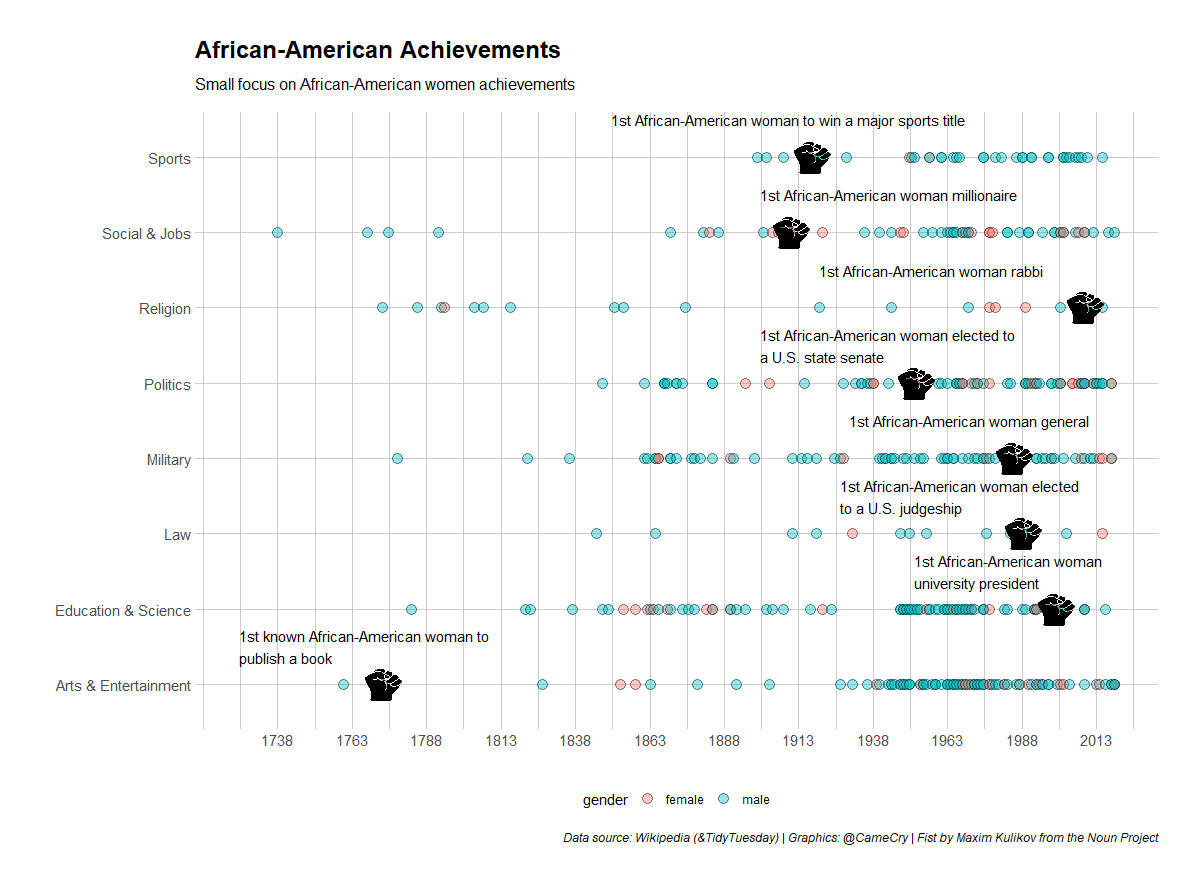 African-American Achievements
Small focus on African-American women achievements
1st African-American woman to win a major sports title
Sports
1st African-American woman millionaire
Social & Jobs
1st African-American woman rabbi
Religion
1st African-American woman elected to
a U.S. state senate
Politics
1st African-American woman general
Military
1st African-American woman elected
to a U.S. judgeship
Law
1st African-American woman
university president
Education & Science
1st known African-American woman to
publish a book
Arts & Entertainment
1738 1763 1788 1813 1838 1863 1888 1913 1938 1963 1988 2013
gender female male
Data source: Wikipedia (&TidyTuesday) | Graphics: @CameCry | Fist by Maxim Kulikov from the Noun Project